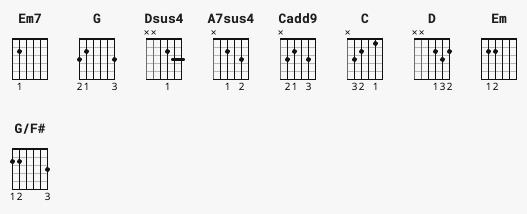 Em7 G Dsus4 A7sus4 Cadd9 C D Em
×× × × × ××
1 21 3 1 1 2 21 3 32 1 132 12
G/F#
12 3